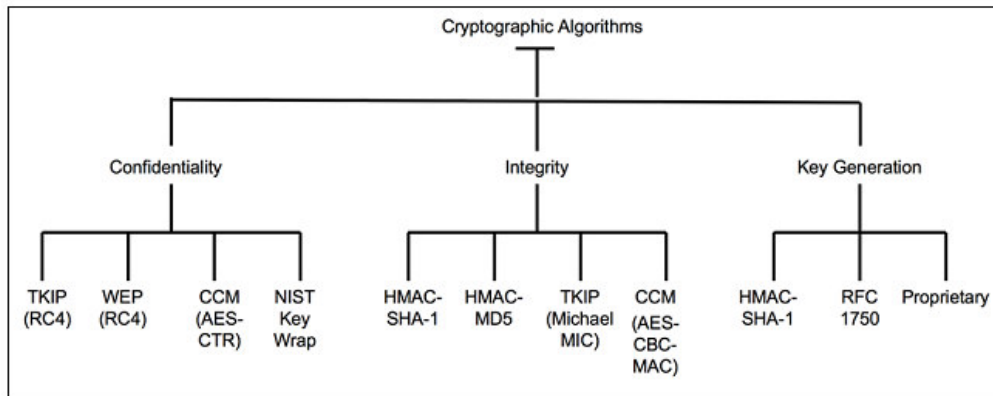 Cryptographic Algorithms
Confidentiality
Integrity
Key Generation
TKIP
(RC4)
WEP
(RC4)
CCM
(AES-
CTR)
NIST
Key
Wrap
HMAC-
SHA-1
HMAC-
MD5
TKIP
(Michael
MIC)
CCM
(AES-
CBC-
MAC)
HMAC-
SHA-1
RFC
1750
Proprietary